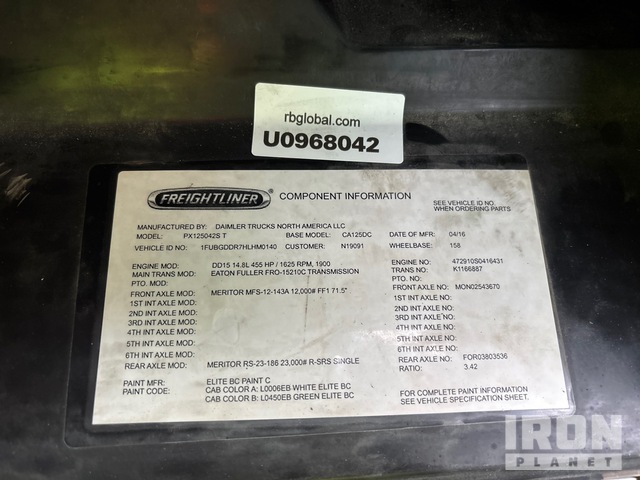 rbglobal.com
U0968042
FREIGHTLINER® COMPONENT INFORMATION
SEE VEHICLE ID NO.
WHEN ORDERING PARTS
MANUFACTURED BY: DAIMLER TRUCKS NORTH AMERICA LLC
MODEL: PX125042S T BASE MODEL: CA125DC DATE OF MFR: 04/16
VEHICLE ID NO: 1FUBGDDR7HLHM0140 CUSTOMER: N19091 WHEELBASE: 158
ENGINE MOD: DD15 14.8L 455 HP / 1625 RPM, 1900 ENGINE NO: 472910S0416431
MAIN TRANS MOD: EATON FULLER FRO-15210C TRANSMISSION TRANS NO: K1166887
PTO. MOD:
FRONT AXLE MOD: MERITOR MFS-12-143A 12,000# FF1 71.5" FRONT AXLE NO: MON02543670
1ST INT AXLE MOD: 1ST INT AXLE NO:
2ND INT AXLE MOD: 2ND INT AXLE NO:
3RD INT AXLE MOD: 3RD INT AXLE NO:
4TH INT AXLE MOD: 4TH INT AXLE NO:
5TH INT AXLE MOD: 5TH INT AXLE NO:
6TH INT AXLE MOD: 6TH INT AXLE NO:
REAR AXLE MOD: MERITOR RS-23-186 23,000# R-SRS SINGLE REAR AXLE NO: FOR03803536
RATIO: 3.42
PAINT MFR: ELITE BC PAINT C
PAINT CODE: CAB COLOR A: L0006EB WHITE ELITE BC FOR COMPLETE PAINT INFORMATION
CAB COLOR B: L0450EB GREEN ELITE BC SEE VEHICLE SPECIFICATION SHEET.
IRON
PLANET